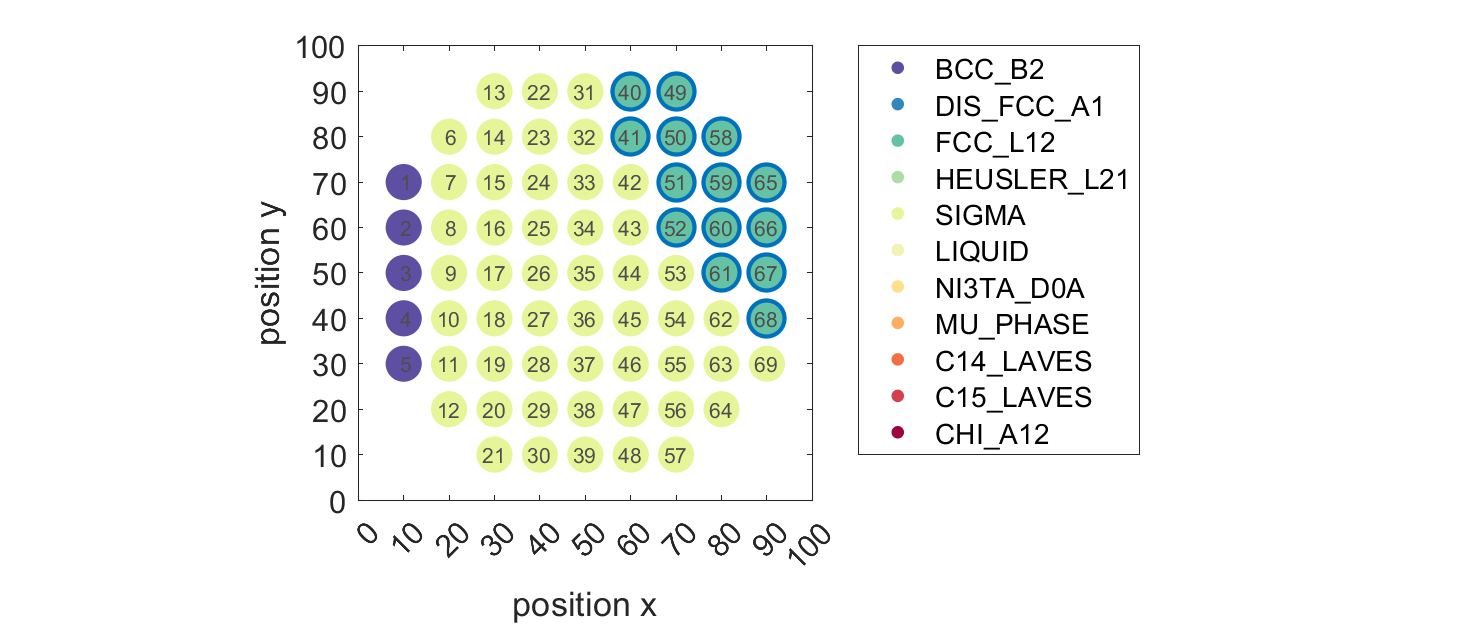 100
90 13 22 31 40 49
80 6 14 23 32 41 50 58
70 1 7 15 24 33 42 51 59 65
60 2 8 16 25 34 43 52 60 66
50 3 9 17 26 35 44 53 61 67
40 4 10 18 27 36 45 54 62 68
30 5 11 19 28 37 46 55 63 69
20 12 20 29 38 47 56 64
10 21 30 39 48 57
0
position y
0 10 20 30 40 50 60 70 80 90 100
position x
BCC_B2
DIS_FCC_A1
FCC_L12
HEUSLER_L21
SIGMA
LIQUID
NI3TA_D0A
MU_PHASE
C14_LAVES
C15_LAVES
CHI_A12